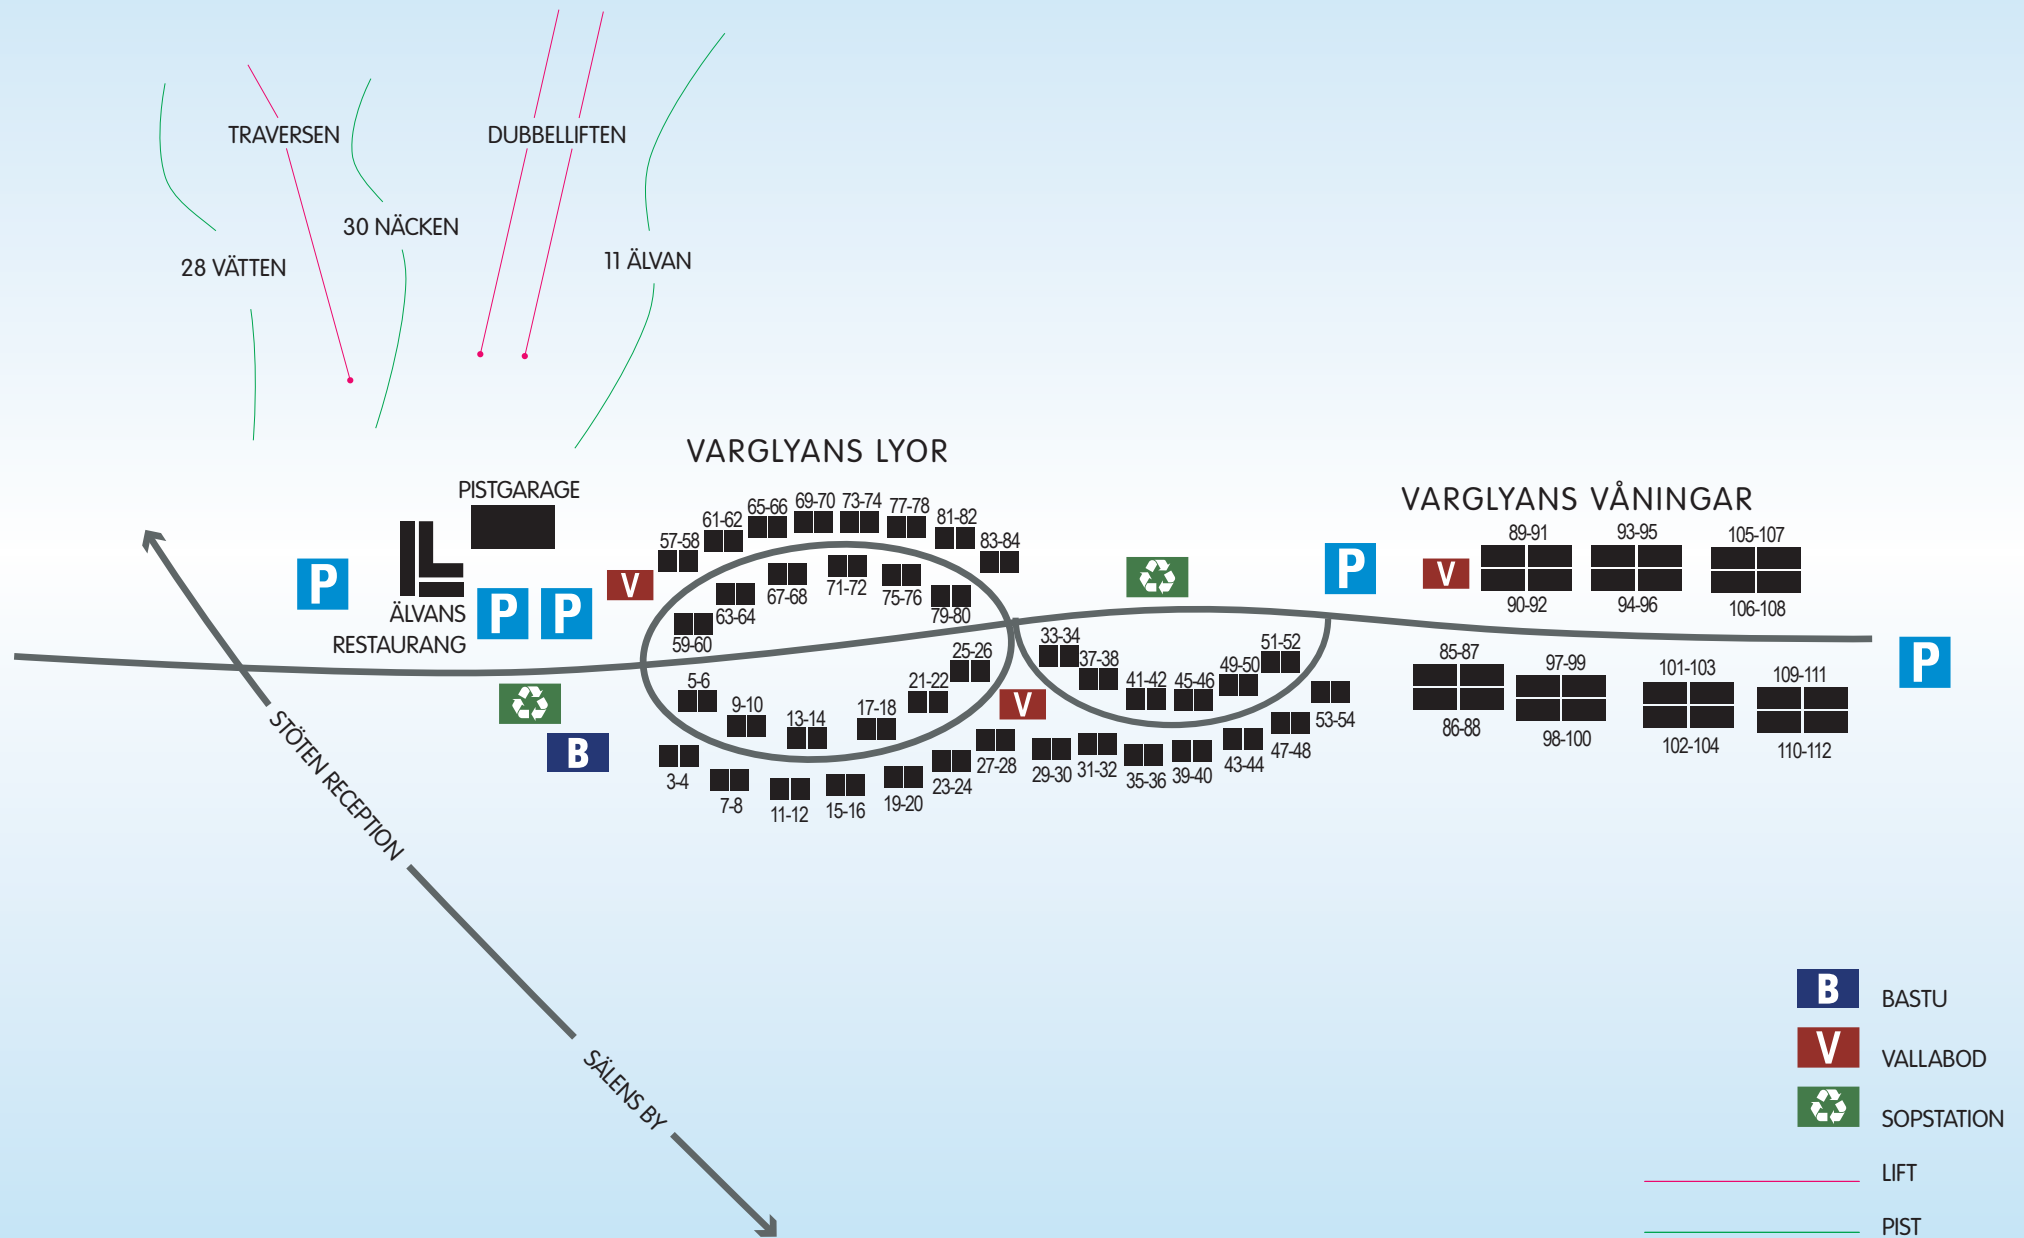 TRAVERSEN
DUBBELLIFTEN
30 NÄCKEN
28 VÄTTEN
11 ÄLVAN
VARGLYANS LYOR
PISTGARAGE
ÄLVANS
RESTAURANG
P
P
P
V
57-58
61-62
65-66
69-70
73-74
77-78
81-82
83-84
59-60
63-64
67-68
71-72
75-76
79-80
5-6
9-10
13-14
17-18
21-22
25-26
B
3-4
7-8
11-12
15-16
19-20
23-24
27-28
V
33-34
37-38
41-42
45-46
49-50
51-52
29-30
31-32
35-36
39-40
43-44
47-48
53-54
P
VARGLYANS VÅNINGAR
V
89-91
93-95
105-107
90-92
94-96
106-108
85-87
97-99
101-103
109-111
86-88
98-100
102-104
110-112
P
STÖTEN RECEPTION
SÄLENS BY
B BASTU
V VALLABOD
SOPSTATION
LIFT
PIST